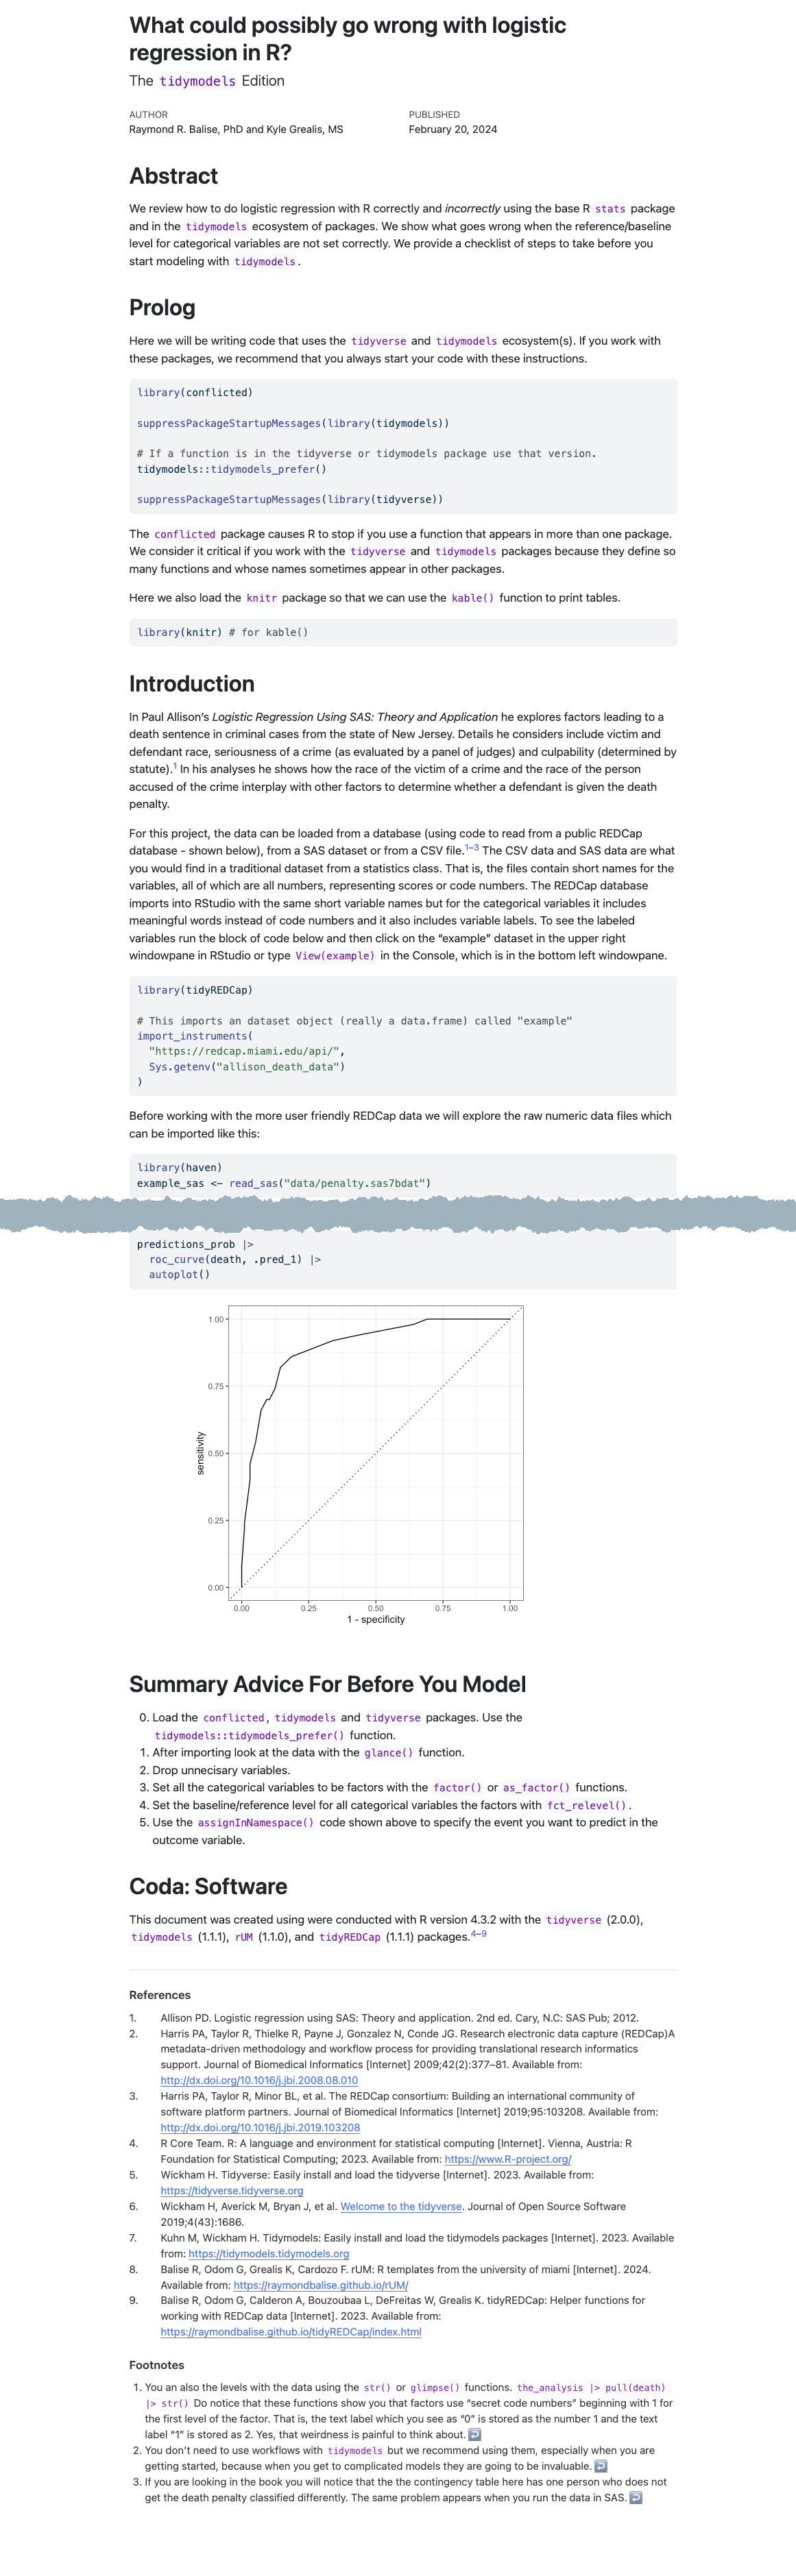 What could possibly go wrong with logistic
regression in R?
The tidymodels Edition
AUTHOR
Raymond R. Balise, PhD and Kyle Grealis, MS
PUBLISHED
February 20, 2024
Abstract
We review how to do logistic regression with R correctly and incorrectly using the base R stats package
and in the tidymodels ecosystem of packages. We show what goes wrong when the reference/baseline
level for categorical variables are not set correctly. We provide a checklist of steps to take before you
start modeling with tidymodels.
Prolog
Here we will be writing code that uses the tidyverse and tidymodels ecosystem(s). If you work with
these packages, we recommend that you always start your code with these instructions.
library(conflicted)
suppressPackageStartupMessages(library(tidymodels))
# If a function is in the tidyverse or tidymodels package use that version.
tidymodels::tidymodels_prefer()
suppressPackageStartupMessages(library(tidyverse))
The conflicted package causes R to stop if you use a function that appears in more than one package.
We consider it critical if you work with the tidyverse and tidymodels packages because they define so
many functions and whose names sometimes appear in other packages.
Here we also load the knitr package so that we can use the kable() function to print tables.
library(knitr) # for kable()
Introduction
In Paul Allison's Logistic Regression Using SAS: Theory and Application he explores factors leading to a
death sentence in criminal cases from the state of New Jersey. Details he considers include victim and
defendant race, seriousness of a crime (as evaluated by a panel of judges) and culpability (determined by
statute).1 In his analyses he shows how the race of the victim of a crime and the race of the person
accused of the crime interplay with other factors to determine whether a defendant is given the death
penalty.
For this project, the data can be loaded from a database (using code to read from a public REDCap
database - shown below), from a SAS dataset or from a CSV file.1–3 The CSV data and SAS data are what
you would find in a traditional dataset from a statistics class. That is, the files contain short names for the
variables, all of which are all numbers, representing scores or code numbers. The REDCap database
imports into RStudio with the same short variable names but for the categorical variables it includes
meaningful words instead of code numbers and it also includes variable labels. To see the labeled
variables run the block of code below and then click on the “example” dataset in the upper right
windowpane in RStudio or type View(example) in the Console, which is in the bottom left windowpane.
library(tidyREDCap)
# This imports an dataset object (really a data.frame) called "example"
import_instruments(
"https://redcap.miami.edu/api/",
Sys.getenv("allison_death_data")
)
Before working with the more user friendly REDCap data we will explore the raw numeric data files which
can be imported like this:
library(haven)
example_sas <- read_sas("data/penalty.sas7bdat")
predictions_prob |>
roc_curve(death, .pred_1) |>
autoplot()
1.00
0.75
0.50
0.25
0.00
sensitivity
0.00 0.25 0.50 0.75 1.00
1 - specificity
Summary Advice For Before You Model
0. Load the conflicted, tidymodels and tidyverse packages. Use the
tidymodels::tidymodels_prefer() function.
1. After importing look at the data with the glance() function.
2. Drop unnecisary variables.
3. Set all the categorical variables to be factors with the factor() or as_factor() functions.
4. Set the baseline/reference level for all categorical variables the factors with fct_relevel().
5. Use the assignInNamespace() code shown above to specify the event you want to predict in the
outcome variable.
Coda: Software
This document was created using were conducted with R version 4.3.2 with the tidyverse (2.0.0),
tidymodels (1.1.1), rUM (1.1.0), and tidyREDCap (1.1.1) packages.4–9
References
1. Allison PD. Logistic regression using SAS: Theory and application. 2nd ed. Cary, N.C: SAS Pub; 2012.
2. Harris PA, Taylor R, Thielke R, Payne J, Gonzalez N, Conde JG. Research electronic data capture (REDCap)A
metadata-driven methodology and workflow process for providing translational research informatics
support. Journal of Biomedical Informatics [Internet] 2009;42(2):377–81. Available from:
http://dx.doi.org/10.1016/j.jbi.2008.08.010
3. Harris PA, Taylor R, Minor BL, et al. The REDCap consortium: Building an international community of
software platform partners. Journal of Biomedical Informatics [Internet] 2019;95:103208. Available from:
http://dx.doi.org/10.1016/j.jbi.2019.103208
4. R Core Team. R: A language and environment for statistical computing [Internet]. Vienna, Austria: R
Foundation for Statistical Computing; 2023. Available from: https://www.R-project.org/
5. Wickham H. Tidyverse: Easily install and load the tidyverse [Internet]. 2023. Available from:
https://tidyverse.tidyverse.org
6. Wickham H, Averick M, Bryan J, et al. Welcome to the tidyverse. Journal of Open Source Software
2019;4(43):1686.
7. Kuhn M, Wickham H. Tidymodels: Easily install and load the tidymodels packages [Internet]. 2023. Available
from: https://tidymodels.tidymodels.org
8. Balise R, Odom G, Grealis K, Cardozo F. rUM: R templates from the university of miami [Internet]. 2024.
Available from: https://raymondbalise.github.io/rUM/
9. Balise R, Odom G, Calderon A, Bouzoubaa L, DeFreitas W, Grealis K. tidyREDCap: Helper functions for
working with REDCap data [Internet]. 2023. Available from:
https://raymondbalise.github.io/tidyREDCap/index.html
Footnotes
1. You an also the levels with the data using the str() or glimpse() functions. the_analysis |> pull(death)
|> str() Do notice that these functions show you that factors use “secret code numbers” beginning with 1 for
the first level of the factor. That is, the text label which you see as “0” is stored as the number 1 and the text
label “1” is stored as 2. Yes, that weirdness is painful to think about. ↩
2. You don't need to use workflows with tidymodels but we recommend using them, especially when you are
getting started, because when you get to complicated models they are going to be invaluable. ↩
3. If you are looking in the book you will notice that the the contingency table here has one person who does not
get the death penalty classified differently. The same problem appears when you run the data in SAS. ↩